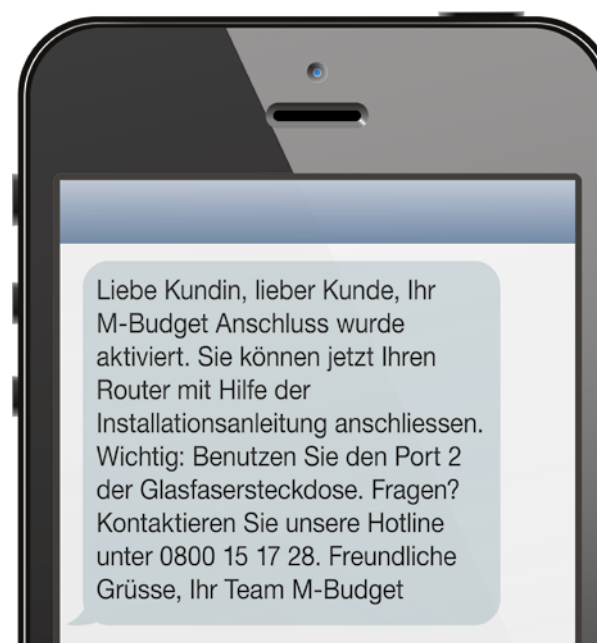 Liebe Kundin, lieber Kunde, Ihr
M-Budget Anschluss wurde
aktiviert. Sie können jetzt Ihren
Router mit Hilfe der
Installationsanleitung anschliessen.
Wichtig: Benutzen Sie den Port 2
der Glasfasersteckdose. Fragen?
Kontaktieren Sie unsere Hotline
unter 0800 15 17 28. Freundliche
Grüsse, Ihr Team M-Budget